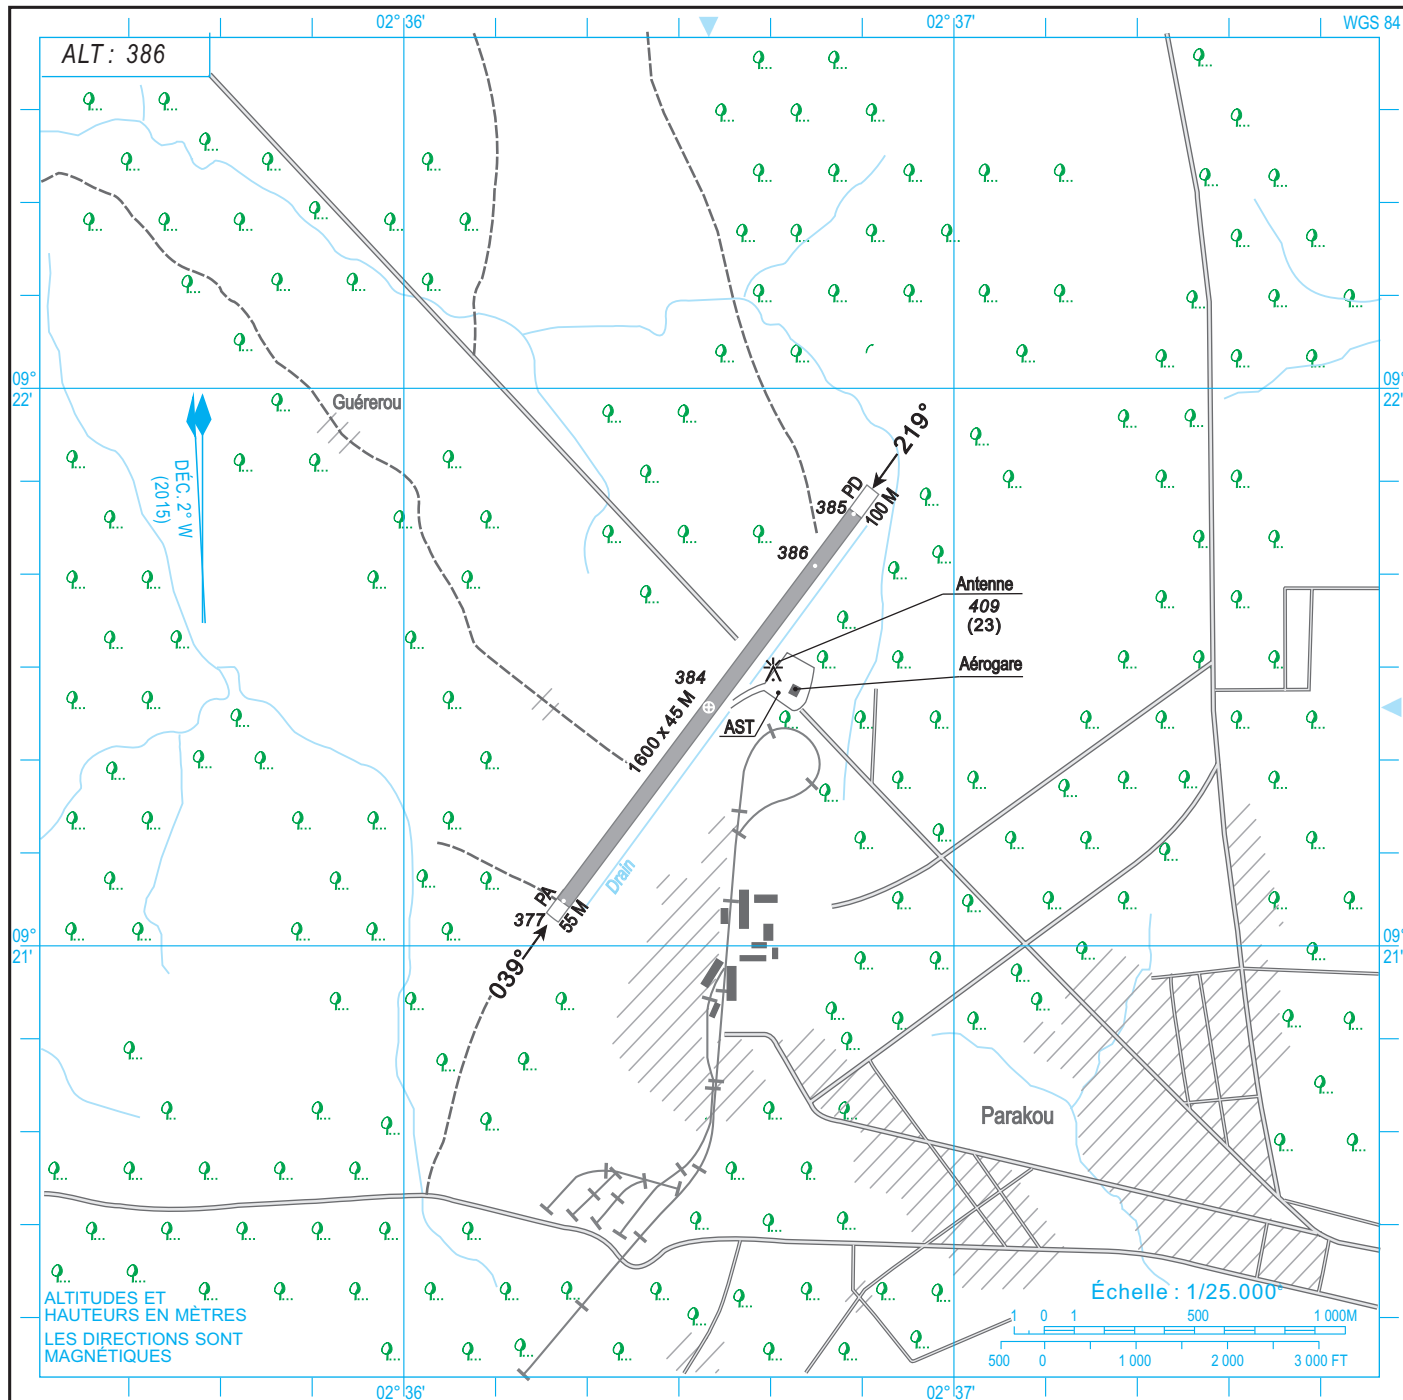 02° 36'
02° 37'
WGS 84
ALT : 386
09°
22'
09°
22'
Guérerou
DÉC. 2° W
(2015)
219°
PD
385
100 M
386
Antenne
409
(23)
Aérogare
384
1600 x 45 M
AST
Drain
PA
377
55 M
039°
09°
21'
09°
21'
Parakou
ALTITUDES ET
HAUTEURS EN MÈTRES
LES DIRECTIONS SONT
MAGNÉTIQUES
Échelle : 1/25.000
1 0 1 500 1 000M
500 0 1 000 2 000 3 000 FT
02° 36'
02° 37'